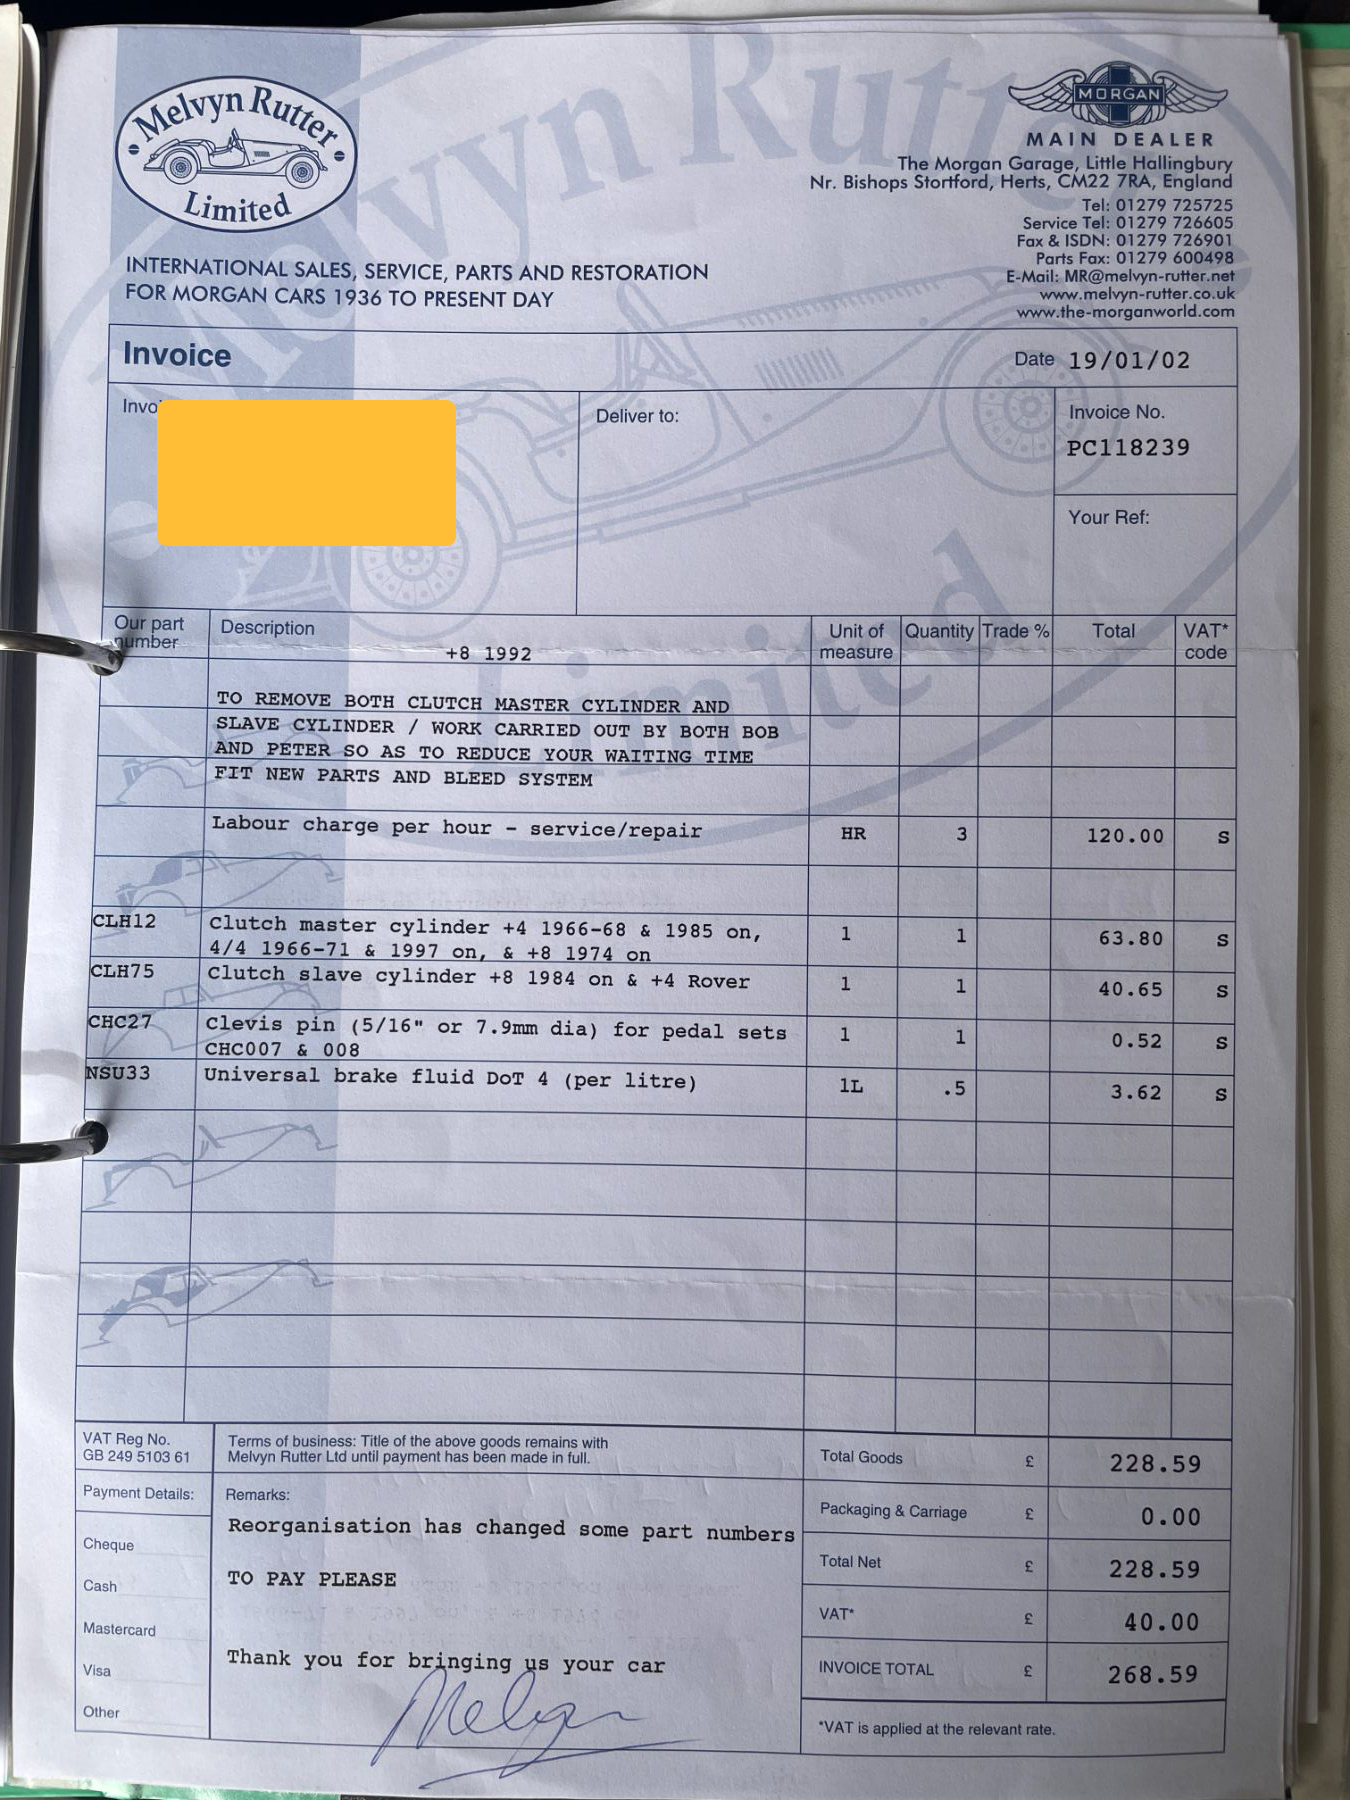 Melvyn Rutter
Limited
MORGAN
MAIN DEALER
The Morgan Garage, Little Hallingbury
Nr. Bishops Stortford, Herts, CM22 7RA, England
Tel: 01279 725725
Service Tel: 01279 726605
Fax & ISDN: 01279 726901
Parts Fax: 01279 600498
E-Mail: MR@melvyn-rutter.net
www.melvyn-rutter.co.uk
www.the-morganworld.com
INTERNATIONAL SALES, SERVICE, PARTS AND RESTORATION
FOR MORGAN CARS 1936 TO PRESENT DAY
Invoice
Date 19/01/02
Deliver to:
Invoice No.
PC118239
Your Ref:
Our part number Description Unit of measure Quantity Trade % Total VAT* code
+8 1992
TO REMOVE BOTH CLUTCH MASTER CYLINDER AND
SLAVE CYLINDER / WORK CARRIED OUT BY BOTH BOB
AND PETER SO AS TO REDUCE YOUR WAITING TIME
FIT NEW PARTS AND BLEED SYSTEM
Labour charge per hour - service/repair HR 3 120.00 S
CLH12 Clutch master cylinder +4 1966-68 & 1985 on, 1 1 63.80 S
4/4 1966-71 & 1997 on, & +8 1974 on
CLH75 Clutch slave cylinder +8 1984 on & +4 Rover 1 1 40.65 S
CHC27 Clevis pin (5/16" or 7.9mm dia) for pedal sets 1 1 0.52 S
CHC007 & 008
NSU33 Universal brake fluid DoT 4 (per litre) 1L .5 3.62 S
VAT Reg No.
GB 249 5103 61
Terms of business: Title of the above goods remains with
Melvyn Rutter Ltd until payment has been made in full.
Payment Details:
Cheque
Cash
Mastercard
Visa
Other
Remarks:
Reorganisation has changed some part numbers
TO PAY PLEASE
Thank you for bringing us your car
Melvyn
Total Goods £ 228.59
Packaging & Carriage £ 0.00
Total Net £ 228.59
VAT* £ 40.00
INVOICE TOTAL £ 268.59
*VAT is applied at the relevant rate.